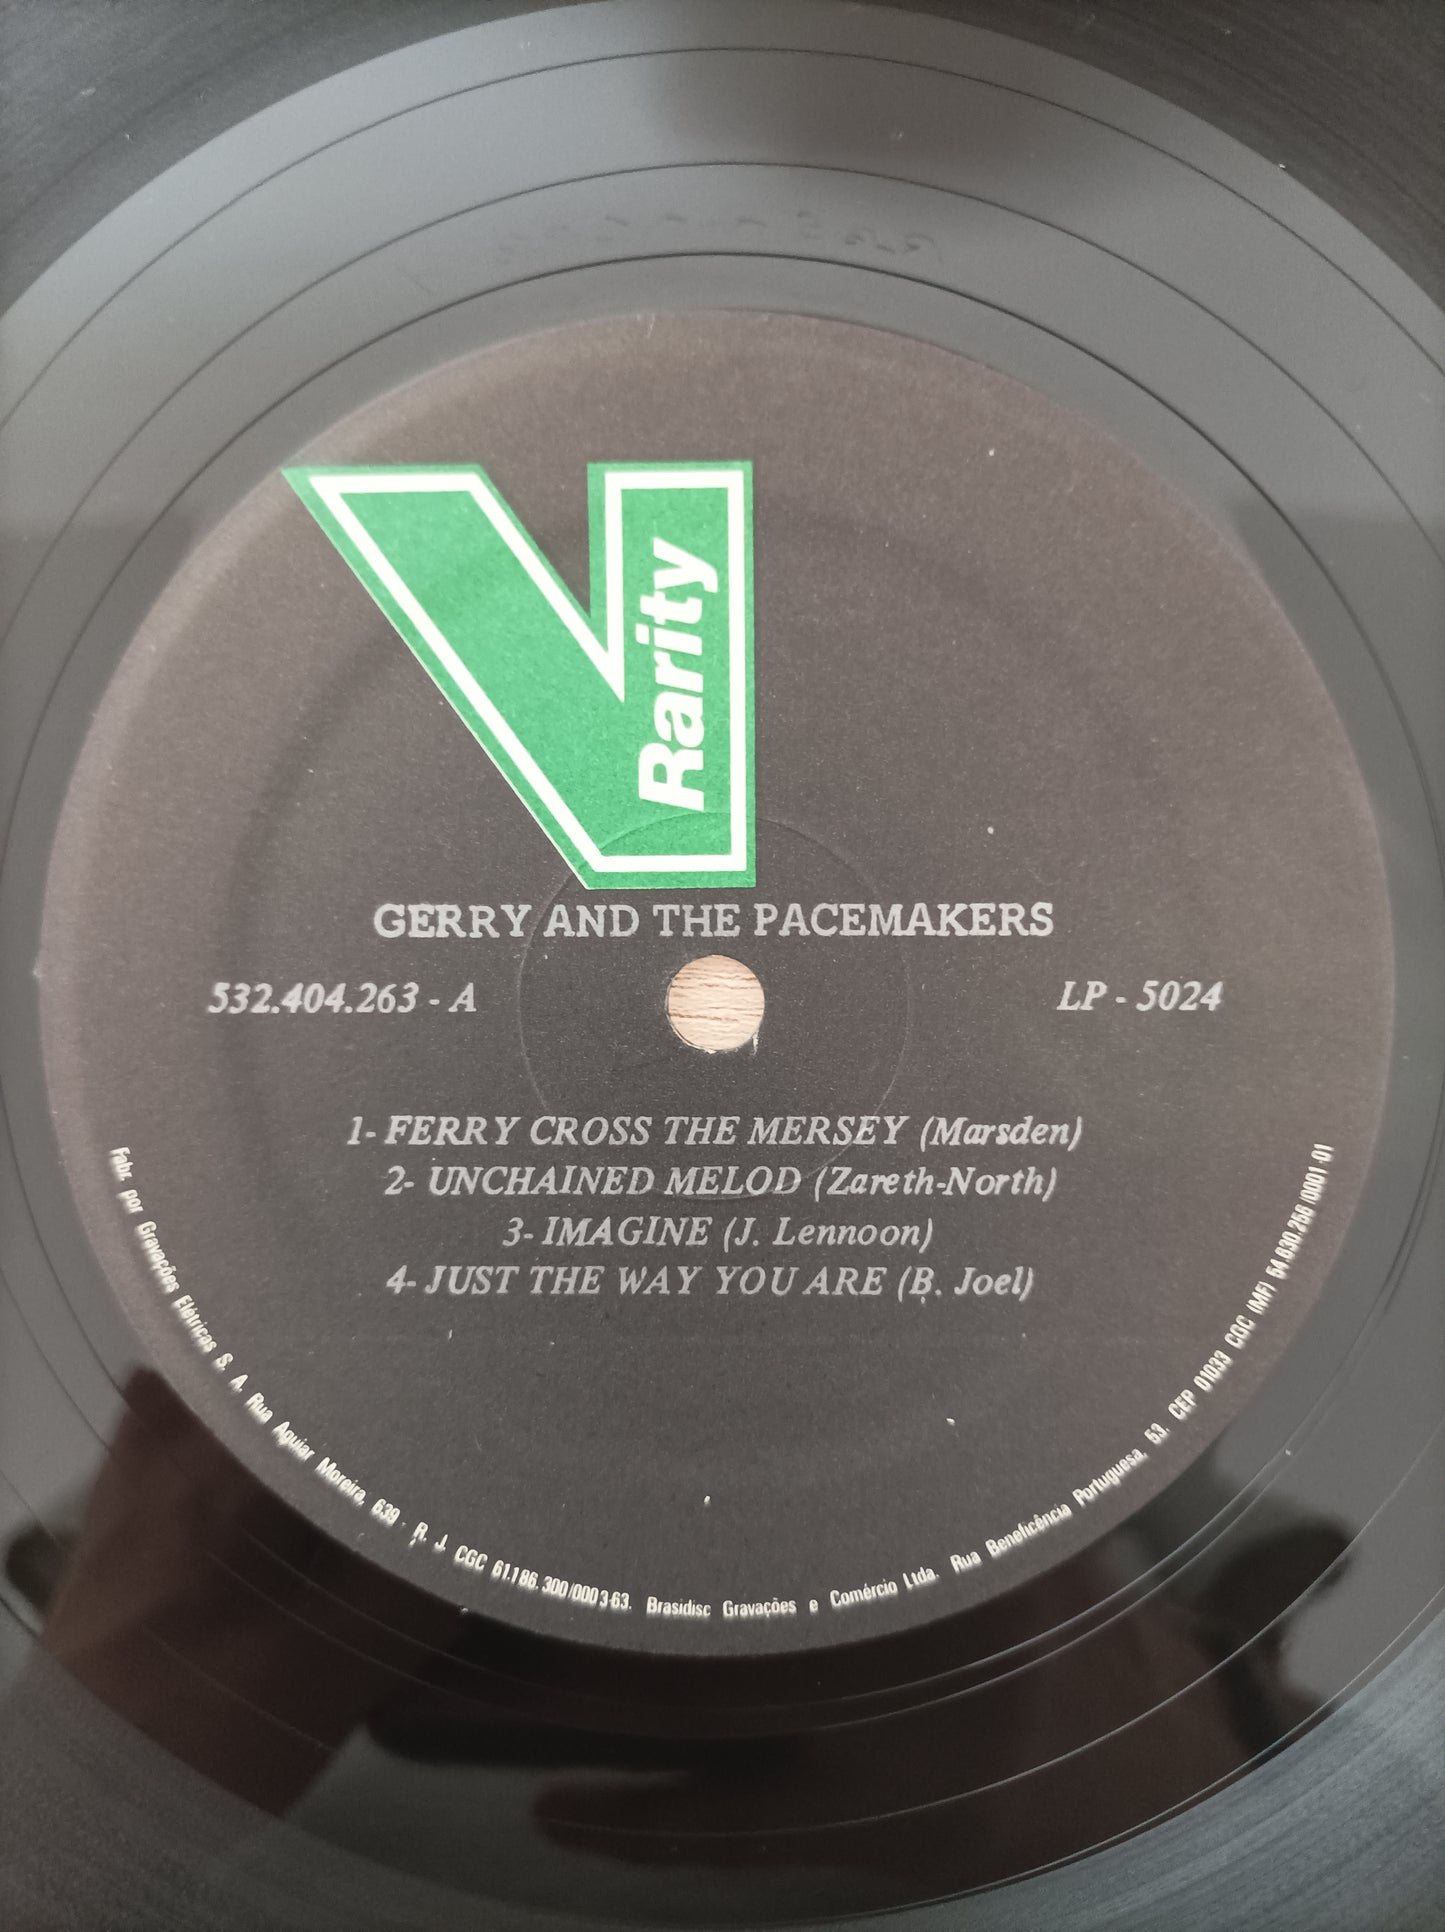 Rarity
GERRY AND THE PACEMAKERS
532.404.263 - A
LP - 5024
1- FERRY CROSS THE MERSEY (Marsden)
2- UNCHAINED MELOD (Zareth-North)
3- IMAGINE (J. Lennoon)
4- JUST THE WAY YOU ARE (B. Joel)
Fabr. por Gravações Elétricas S. A. Rua Aguiar Moreira, 639 - R. J. CGC 61.186.300/0003-63. Brasidisc Gravações e Comércio Ltda. Rua Beneficência Portuguesa, 53. CEP 01033 CGC (MF) 64.630.256/0001-01